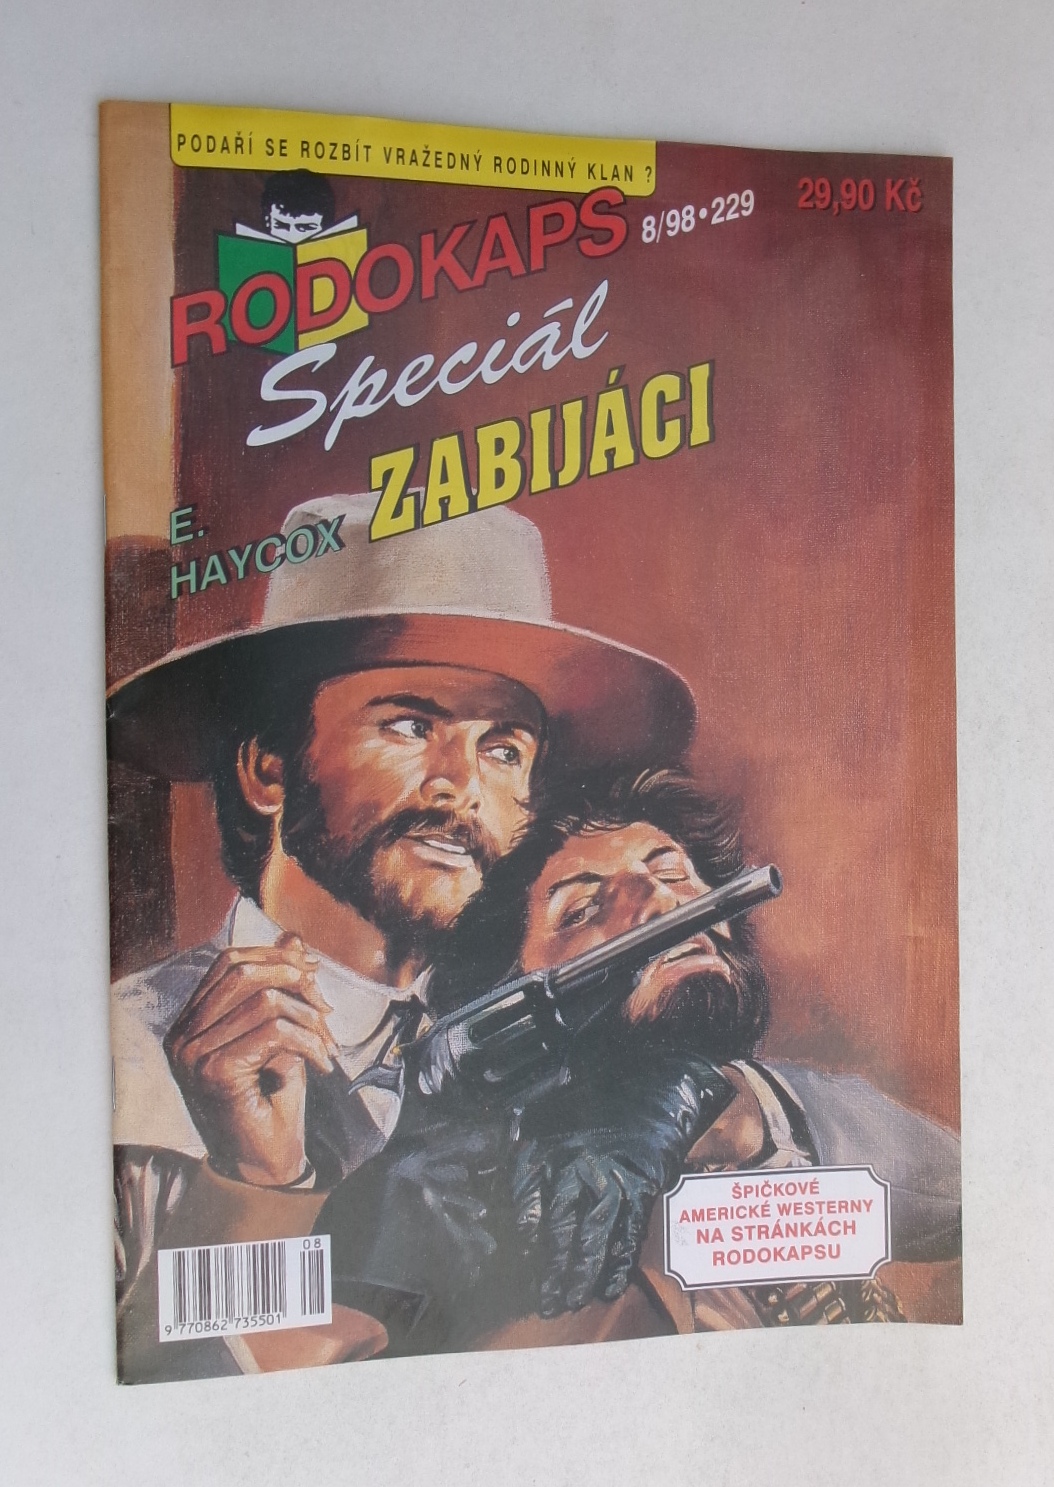 PODAŘÍ SE ROZBÍT VRAŽEDNÝ RODINNÝ KLAN ?
RODOKAPS
8/98•229
29,90 Kč
Speciál
ZABIJÁCI
E.
HAYCOX
ŠPIČKOVÉ
AMERICKÉ WESTERNY
NA STRÁNKÁCH
RODOKAPSU
08
9 770862 735501